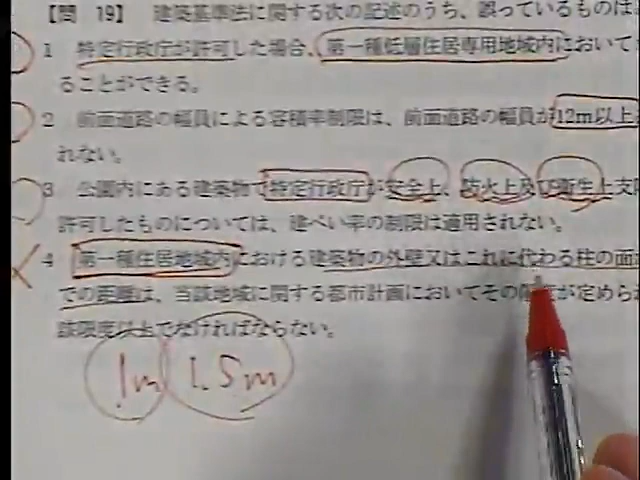 【問 19】 建築基準法に関する次の記述のうち、誤っているものは
1 特定行政庁が許可した場合、第一種低層住居専用地域内において
ることができる。
2 前面道路の幅員による容積率制限は、前面道路の幅員が12m以上
れない。
3 公園内にある建築物で特定行政庁が安全上、防火上及び衛生上支
許可したものについては、建ぺい率の制限は適用されない。
4 第一種住居地域内における建築物の外壁又はこれに代わる柱の面
での距離は、当該地域に関する都市計画においてその限度が定められ
該限度以上でなければならない。
1m 1.5m